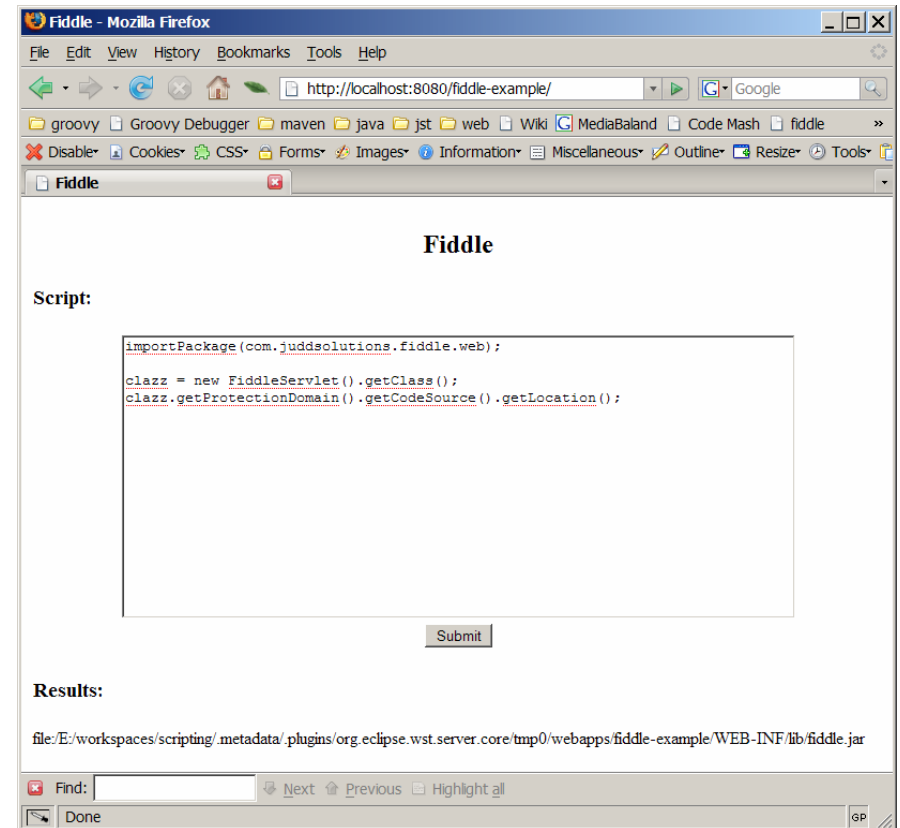 Fiddle - Mozilla Firefox
File Edit View History Bookmarks Tools Help
http://localhost:8080/fiddle-example/ G Google
groovy Groovy Debugger maven java jst web Wiki G MediaBaland Code Mash fiddle »
Disable Cookies CSS Forms Images Information Miscellaneous Outline Resize Tools
Fiddle
Fiddle
Script:
importPackage(com.juddsolutions.fiddle.web);
clazz = new FiddleServlet().getClass();
clazz.getProtectionDomain().getCodeSource().getLocation();
Submit
Results:
file:/E:/workspaces/scripting/.metadata/.plugins/org.eclipse.wst.server.core/tmp0/webapps/fiddle-example/WEB-INF/lib/fiddle.jar
Find: Next Previous Highlight all
Done GP